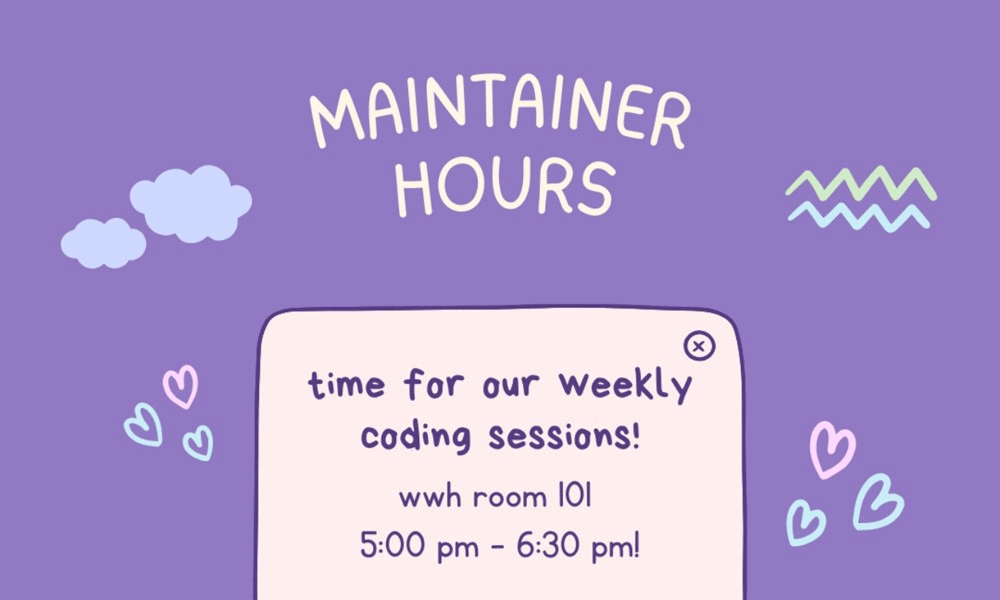 MAINTAINER
HOURS
time for our weekly
coding sessions!
wwh room 101
5:00 pm - 6:30 pm!